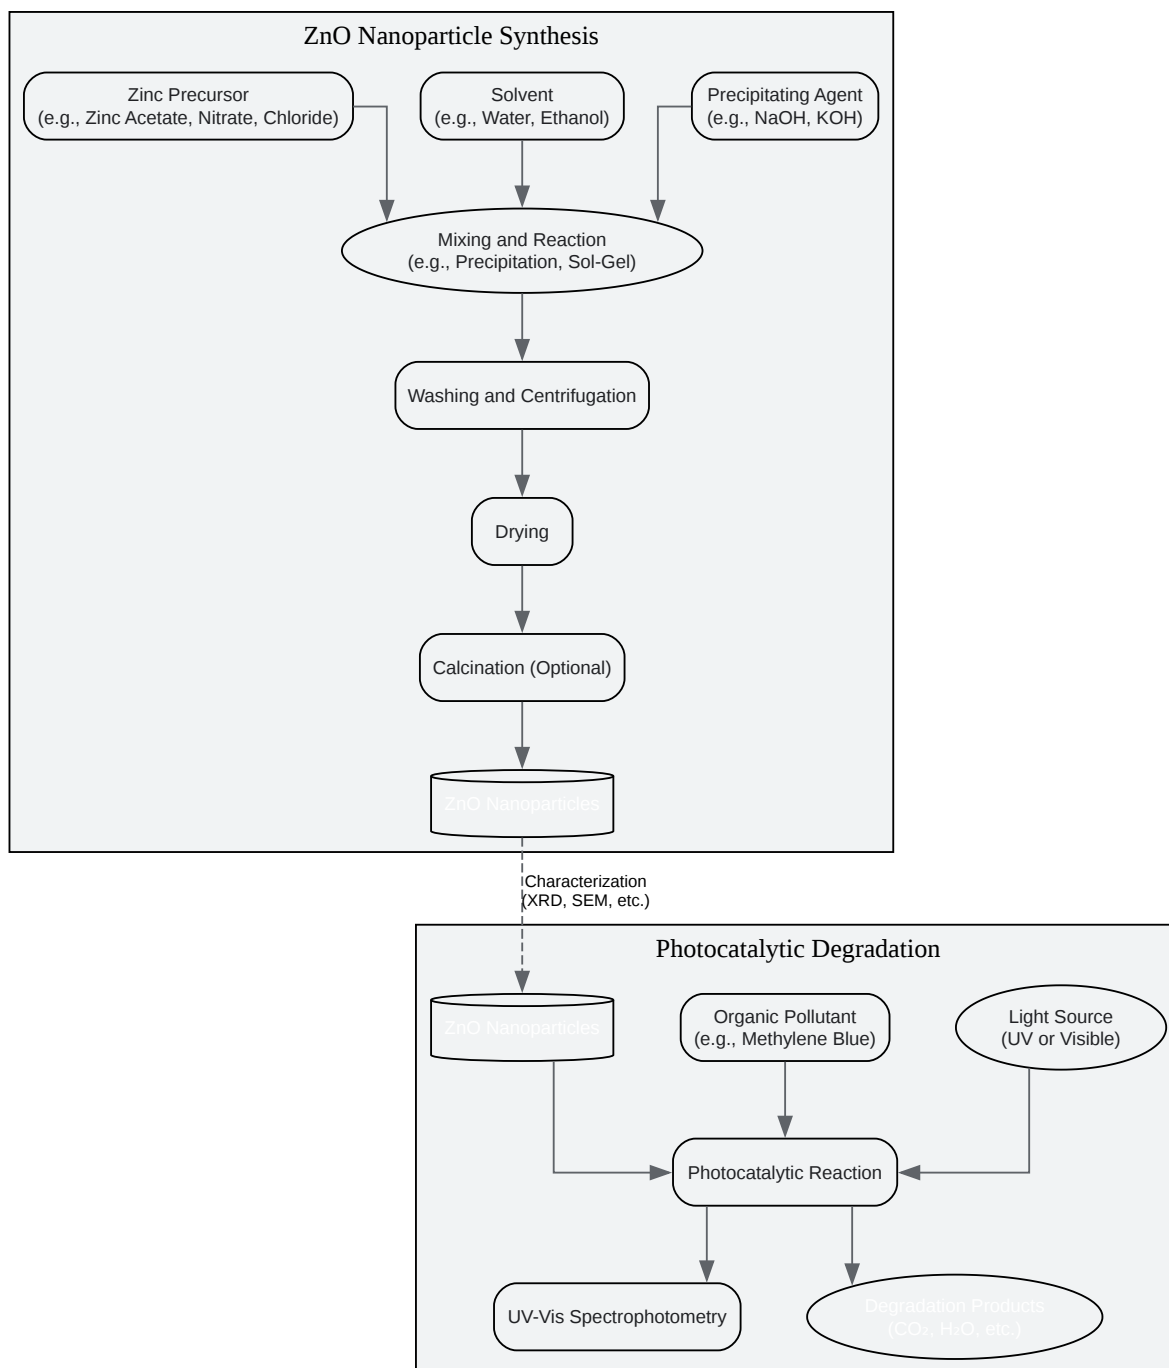 ZnO Nanoparticle Synthesis
Zinc Precursor
(e.g., Zinc Acetate, Nitrate, Chloride)
Solvent
(e.g., Water, Ethanol)
Precipitating Agent
(e.g., NaOH, KOH)
Mixing and Reaction
(e.g., Precipitation, Sol-Gel)
Washing and Centrifugation
Drying
Calcination (Optional)
ZnO Nanoparticles
Characterization
(XRD, SEM, etc.)
Photocatalytic Degradation
ZnO Nanoparticles
Organic Pollutant
(e.g., Methylene Blue)
Light Source
(UV or Visible)
Photocatalytic Reaction
UV-Vis Spectrophotometry
Degradation Products
(CO₂, H₂O, etc.)